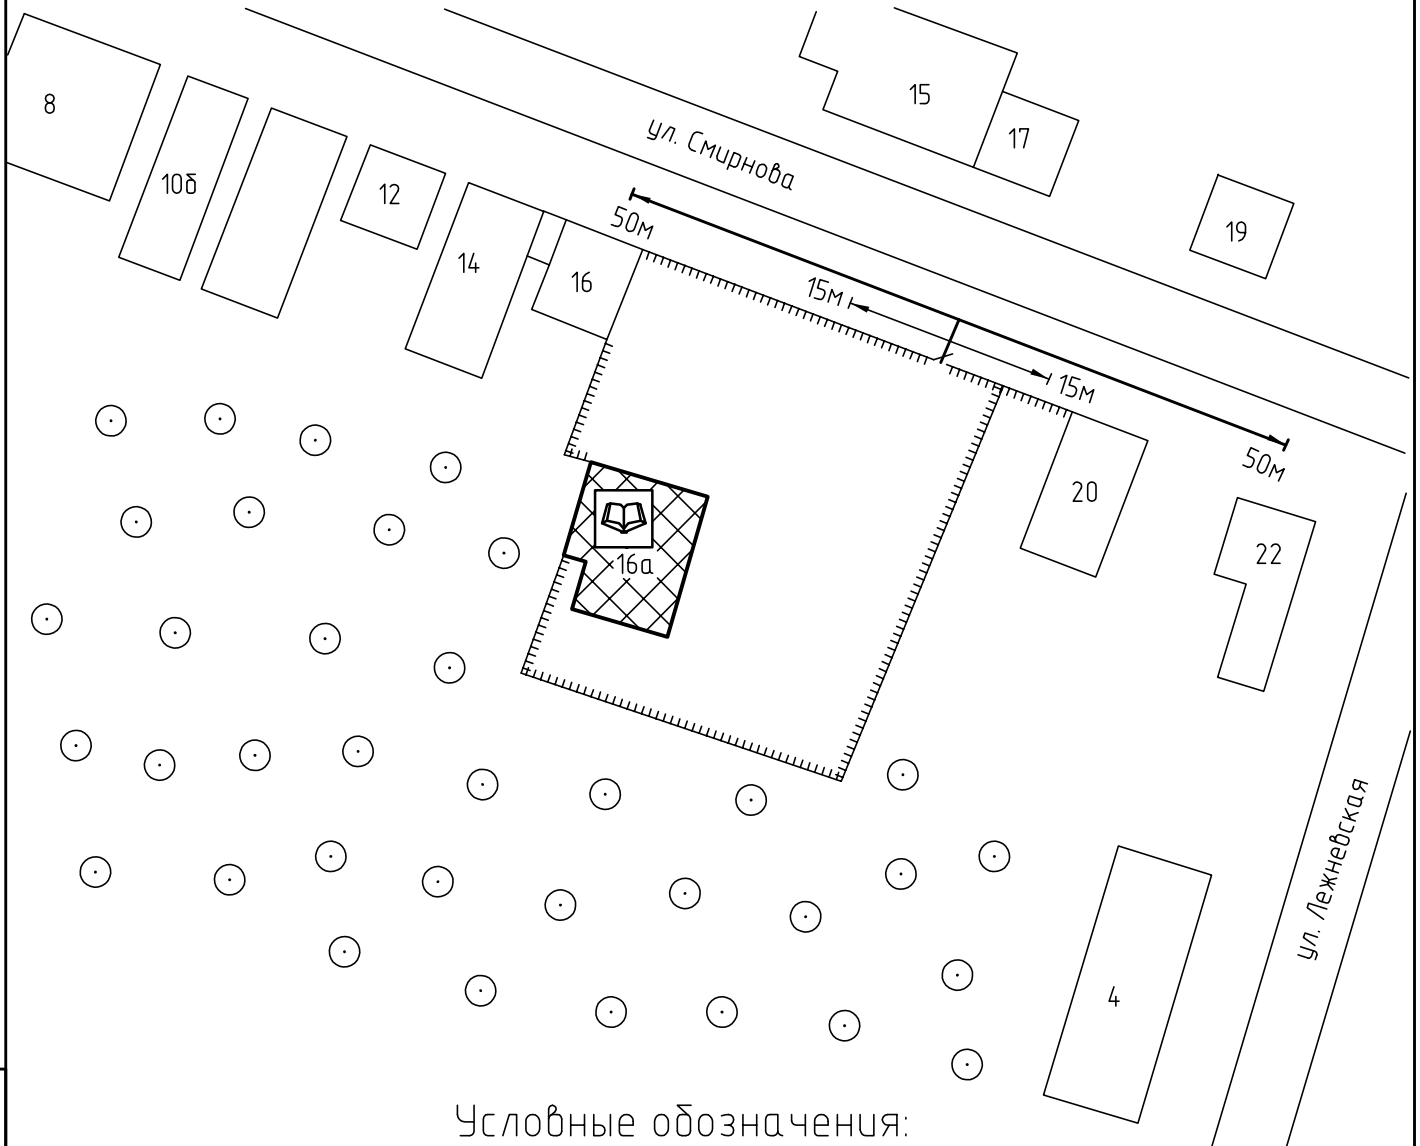 15
8
17
ул. Смирнова
10б
12
50м
19
14
16
15м
15м
50м
20
22
16а
ул. Лежневская
4
Условные обозначения: